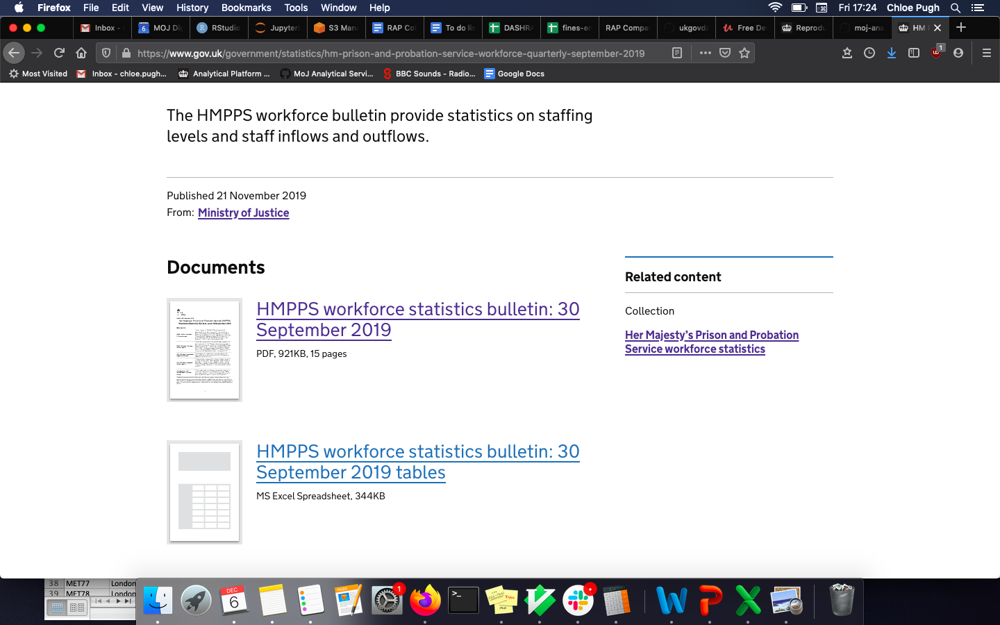 Firefox File Edit View History Bookmarks Tools Window Help Fri 17:24 Chloe Pugh
Inbox - MOJ Di RStudio Jupyter S3 Man RAP Co To do li DASHR fines-e RAP Compa ukgovda Free De Reprodu moj-ana HM
https://www.gov.uk/government/statistics/hm-prison-and-probation-service-workforce-quarterly-september-2019 1
Most Visited Inbox - chloe.pugh... Analytical Platform ... MoJ Analytical Servi... BBC Sounds - Radio... Google Docs
The HMPPS workforce bulletin provide statistics on staffing
levels and staff inflows and outflows.
Published 21 November 2019
From: Ministry of Justice
Documents
HMPPS workforce statistics bulletin: 30
September 2019
PDF, 921KB, 15 pages
HMPPS workforce statistics bulletin: 30
September 2019 tables
MS Excel Spreadsheet, 344KB
Related content
Collection
Her Majesty's Prison and Probation
Service workforce statistics
38 MET77 London
39 MET78 London
DEC
6
PAGES
1